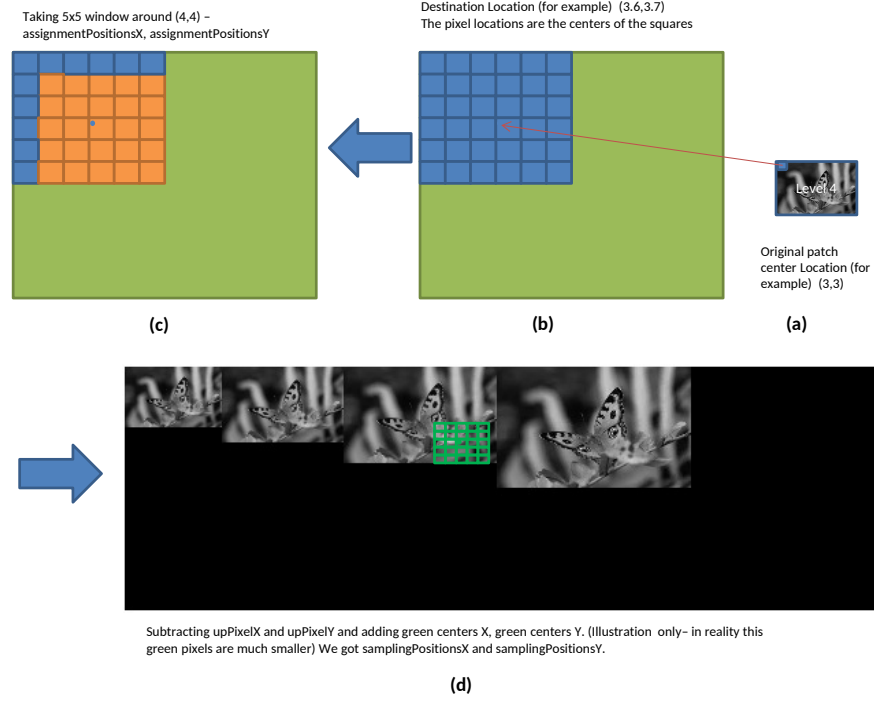 Taking 5x5 window around (4,4) –
assignmentPositionsX, assignmentPositionsY
Destination Location (for example)  (3.6,3.7)
The pixel locations are the centers of the squares
Level 4
Original patch
center Location (for
example)  (3,3)
(c)
(b)
(a)
Subtracting upPixelX and upPixelY and adding green centers X, green centers Y. (Illustration  only– in reality this
green pixels are much smaller) We got samplingPositionsX and samplingPositionsY.
(d)